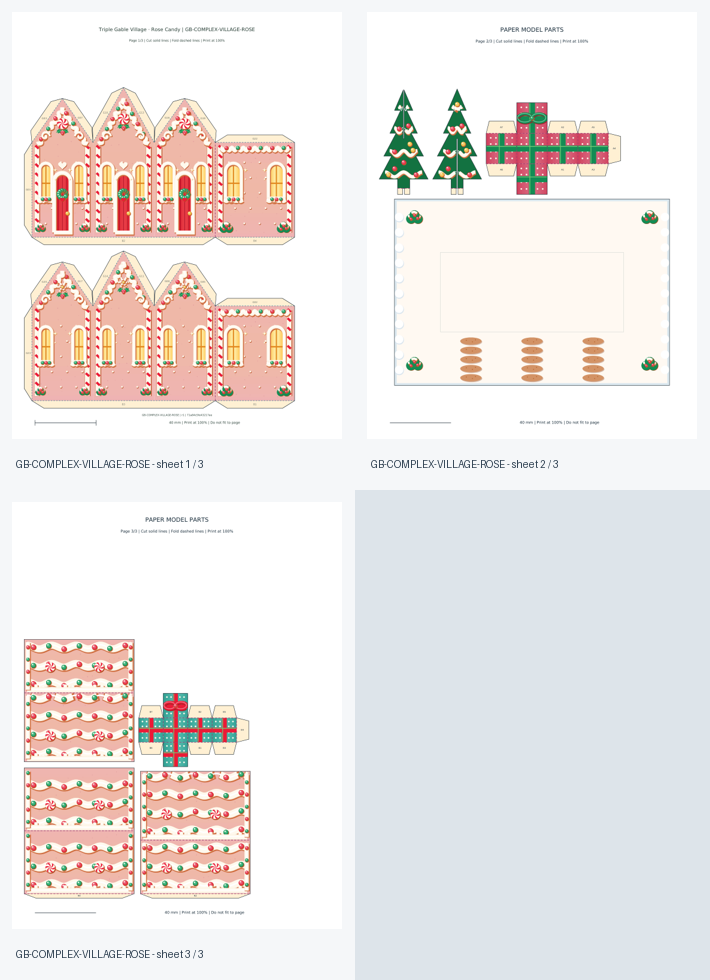 Triple Gable Village - Rose Candy | GB-COMPLEX-VILLAGE-ROSE
Page 1/3 | Cut solid lines | Fold dashed lines | Print at 100%
40 mm | Print at 100% | Do not fit to page
GB-COMPLEX-VILLAGE-ROSE - sheet 1 / 3
PAPER MODEL PARTS
Page 2/3 | Cut solid lines | Fold dashed lines | Print at 100%
40 mm | Print at 100% | Do not fit to page
GB-COMPLEX-VILLAGE-ROSE - sheet 2 / 3
PAPER MODEL PARTS
Page 3/3 | Cut solid lines | Fold dashed lines | Print at 100%
40 mm | Print at 100% | Do not fit to page
GB-COMPLEX-VILLAGE-ROSE - sheet 3 / 3